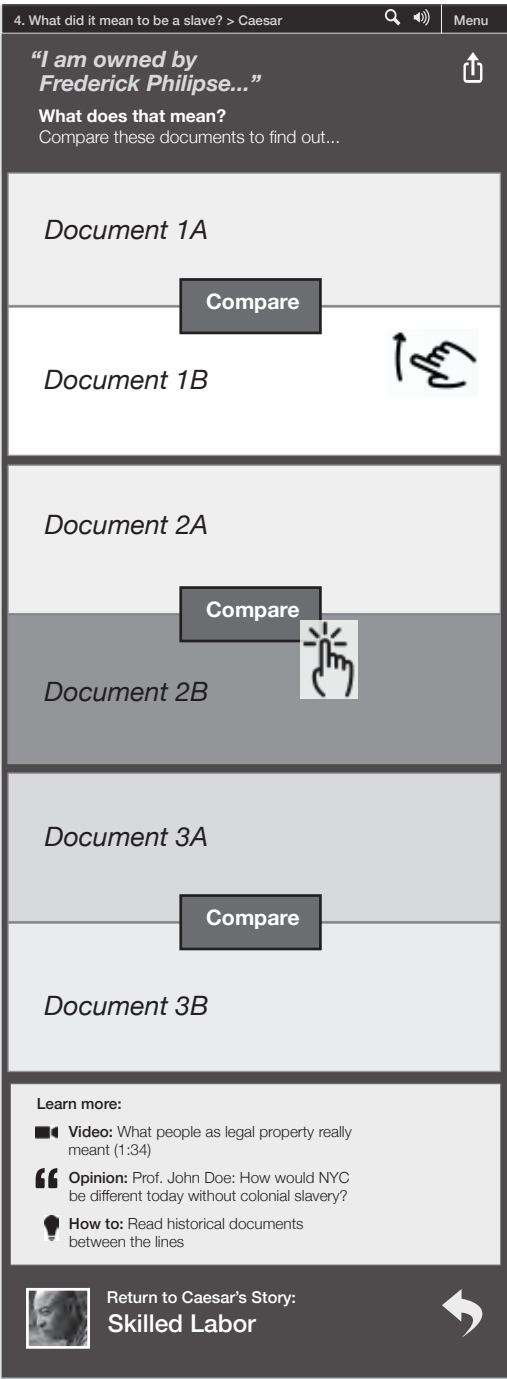 4. What did it mean to be a slave? > Caesar
Menu
“I am owned by
Frederick Philipse...”
What does that mean?
Compare these documents to find out...
Document 1A
Compare
Document 1B
Document 2A
Compare
Document 2B
Document 3A
Compare
Document 3B
Learn more:
Video: What people as legal property really
meant (1:34)
Opinion: Prof. John Doe: How would NYC
be different today without colonial slavery?
How to: Read historical documents
between the lines
Return to Caesar's Story:
Skilled Labor